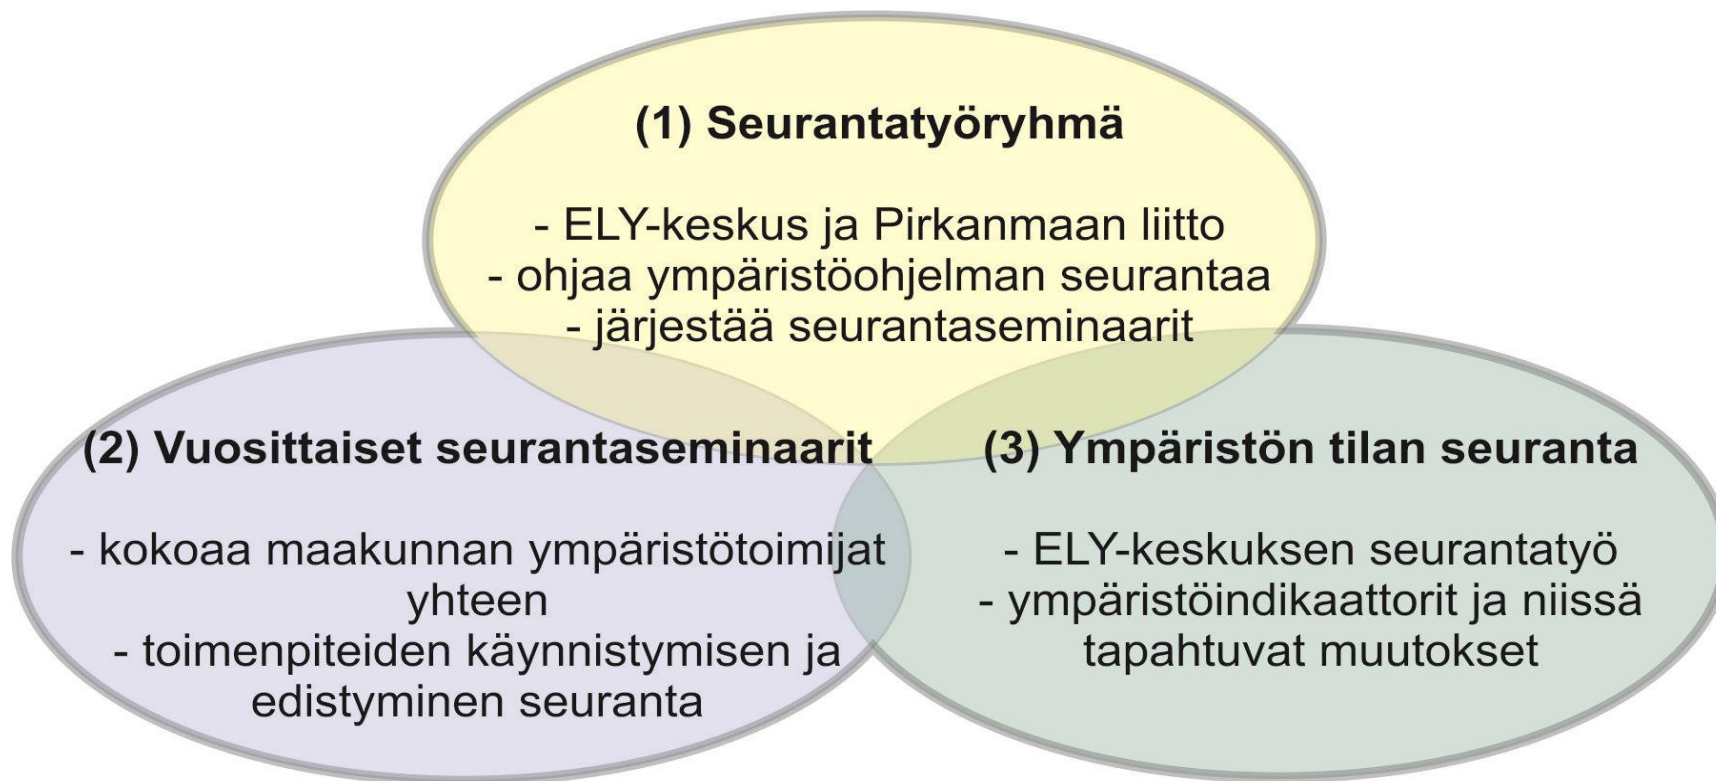 (1) Seurantatyöryhmä
- ELY-keskus ja Pirkanmaan liitto
- ohjaa ympäristöohjelman seurantaa
- järjestää seurantaseminaarit
(2) Vuosittaiset seurantaseminaarit
- kokoaa maakunnan ympäristötoimijat
yhteen
- toimenpiteiden käynnistymisen ja
edistyminen seuranta
(3) Ympäristön tilan seuranta
- ELY-keskuksen seurantatyö
- ympäristöindikaattorit ja niissä
tapahtuvat muutokset